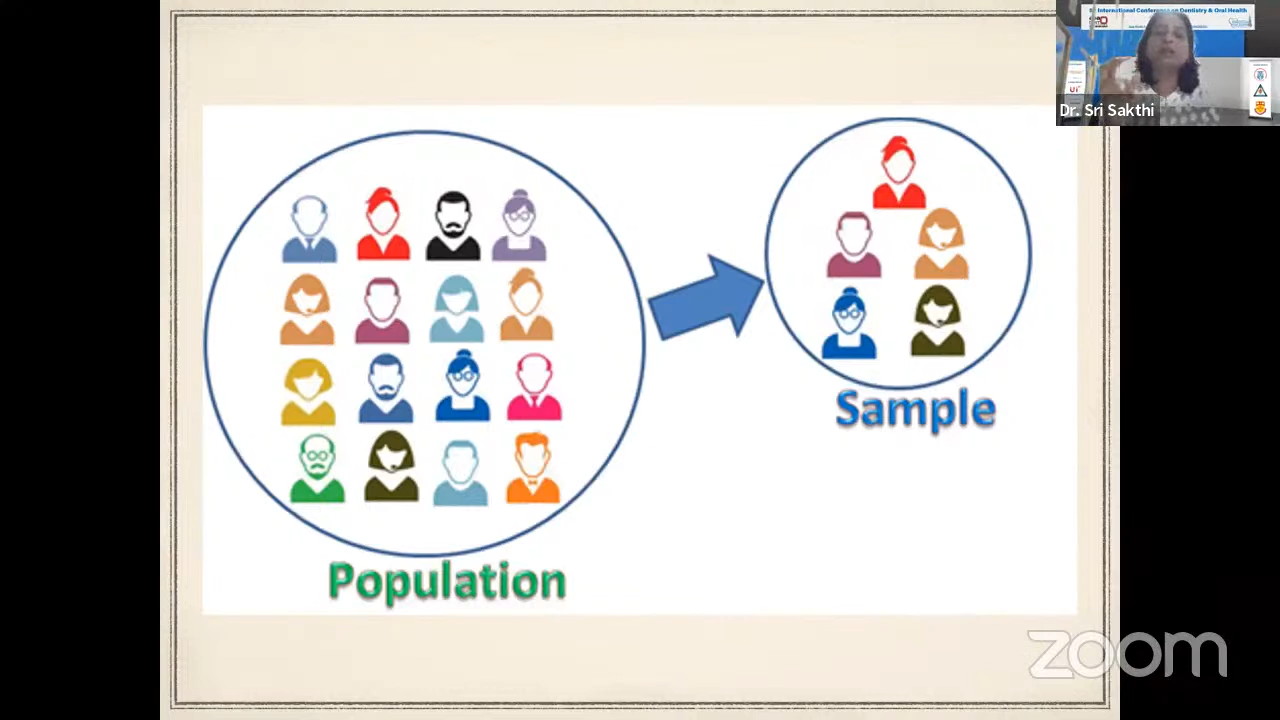 International Conference on Dentistry & Oral Health
Dr. Sri Sakthi
Sample
Population
zoom